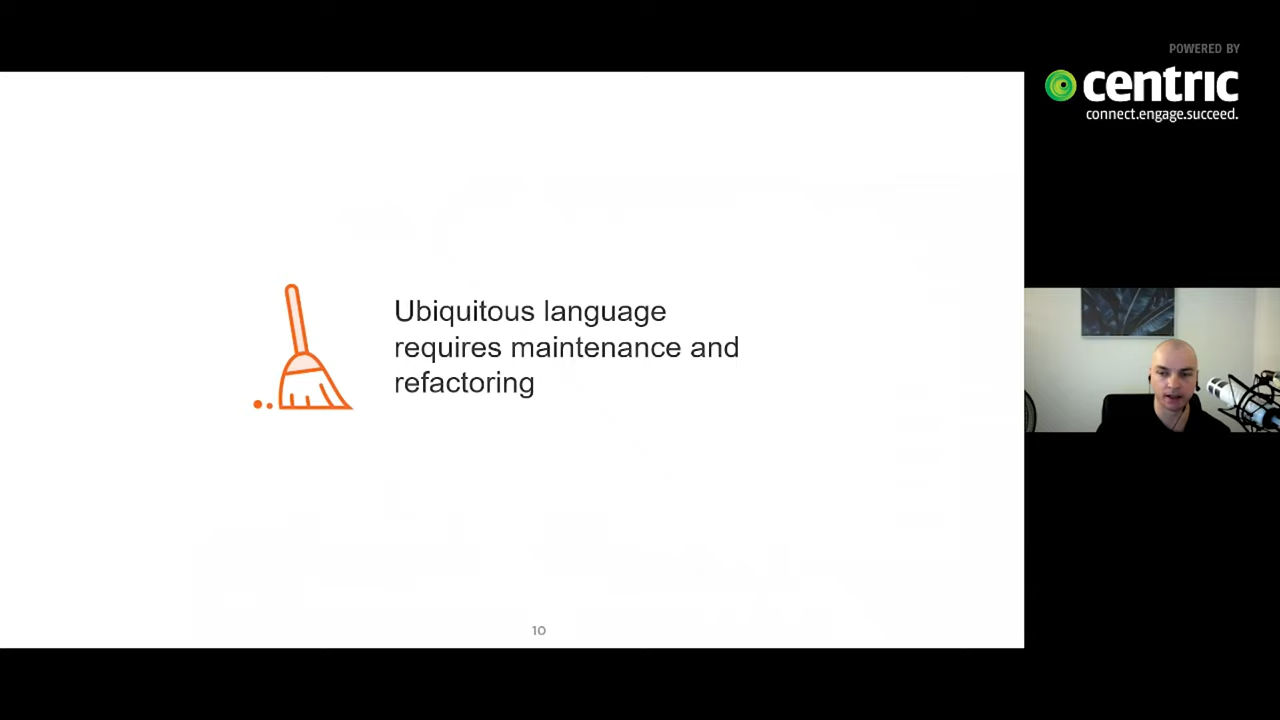 POWERED BY
centric
connect.engage.succeed.
Ubiquitous language
requires maintenance and
refactoring
10